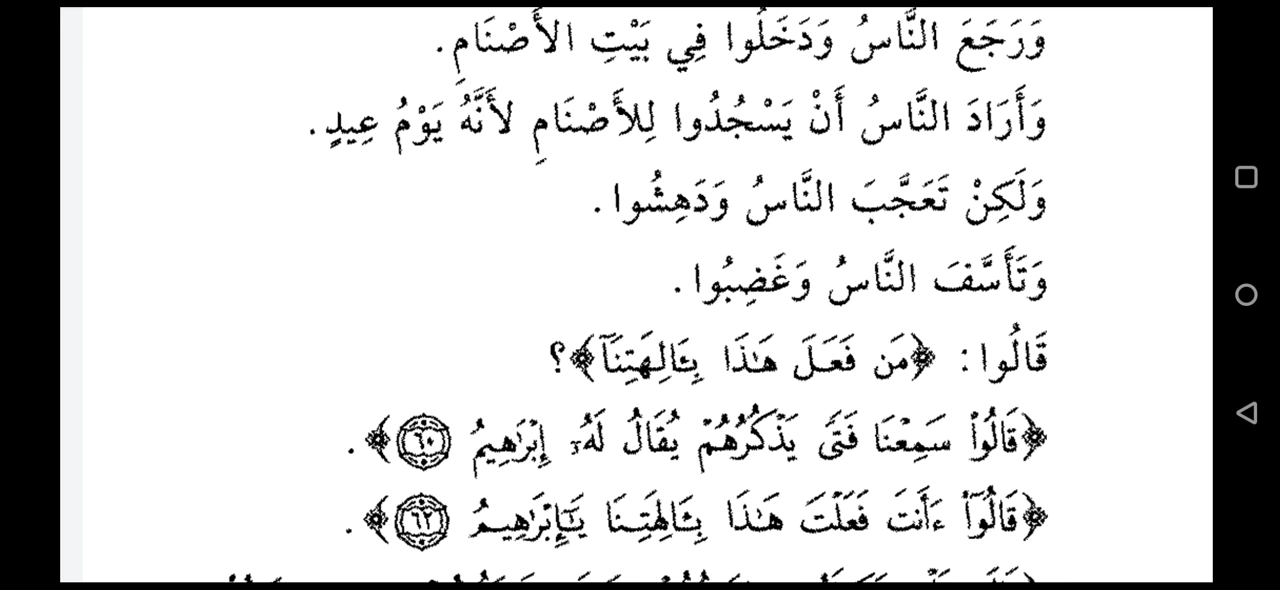 وَرَجَعَ النَّاسُ وَدَخَلُوا فِي بَيْتِ الأَصْنَامِ.
وَأَرَادَ النَّاسُ أَنْ يَسْجُدُوا لِلأَصْنَامِ لأَنَّهُ يَوْمُ عِيدٍ.
وَلَكِنْ تَعَجَّبَ النَّاسُ وَدَهِشُوا.
وَتَأَسَّفَ النَّاسُ وَغَضِبُوا.
قَالُوا: ﴿مَن فَعَلَ هَٰذَا بِـَٔالِهَتِنَآ﴾؟
﴿قَالُوا۟ سَمِعْنَا فَتًى يَذْكُرُهُمْ يُقَالُ لَهُۥٓ إِبْرَٰهِيمُ ٦٠﴾.
﴿قَالُوٓا۟ ءَأَنتَ فَعَلْتَ هَٰذَا بِـَٔالِهَتِنَا يَٰٓإِبْرَٰهِيمُ ٦٢﴾.